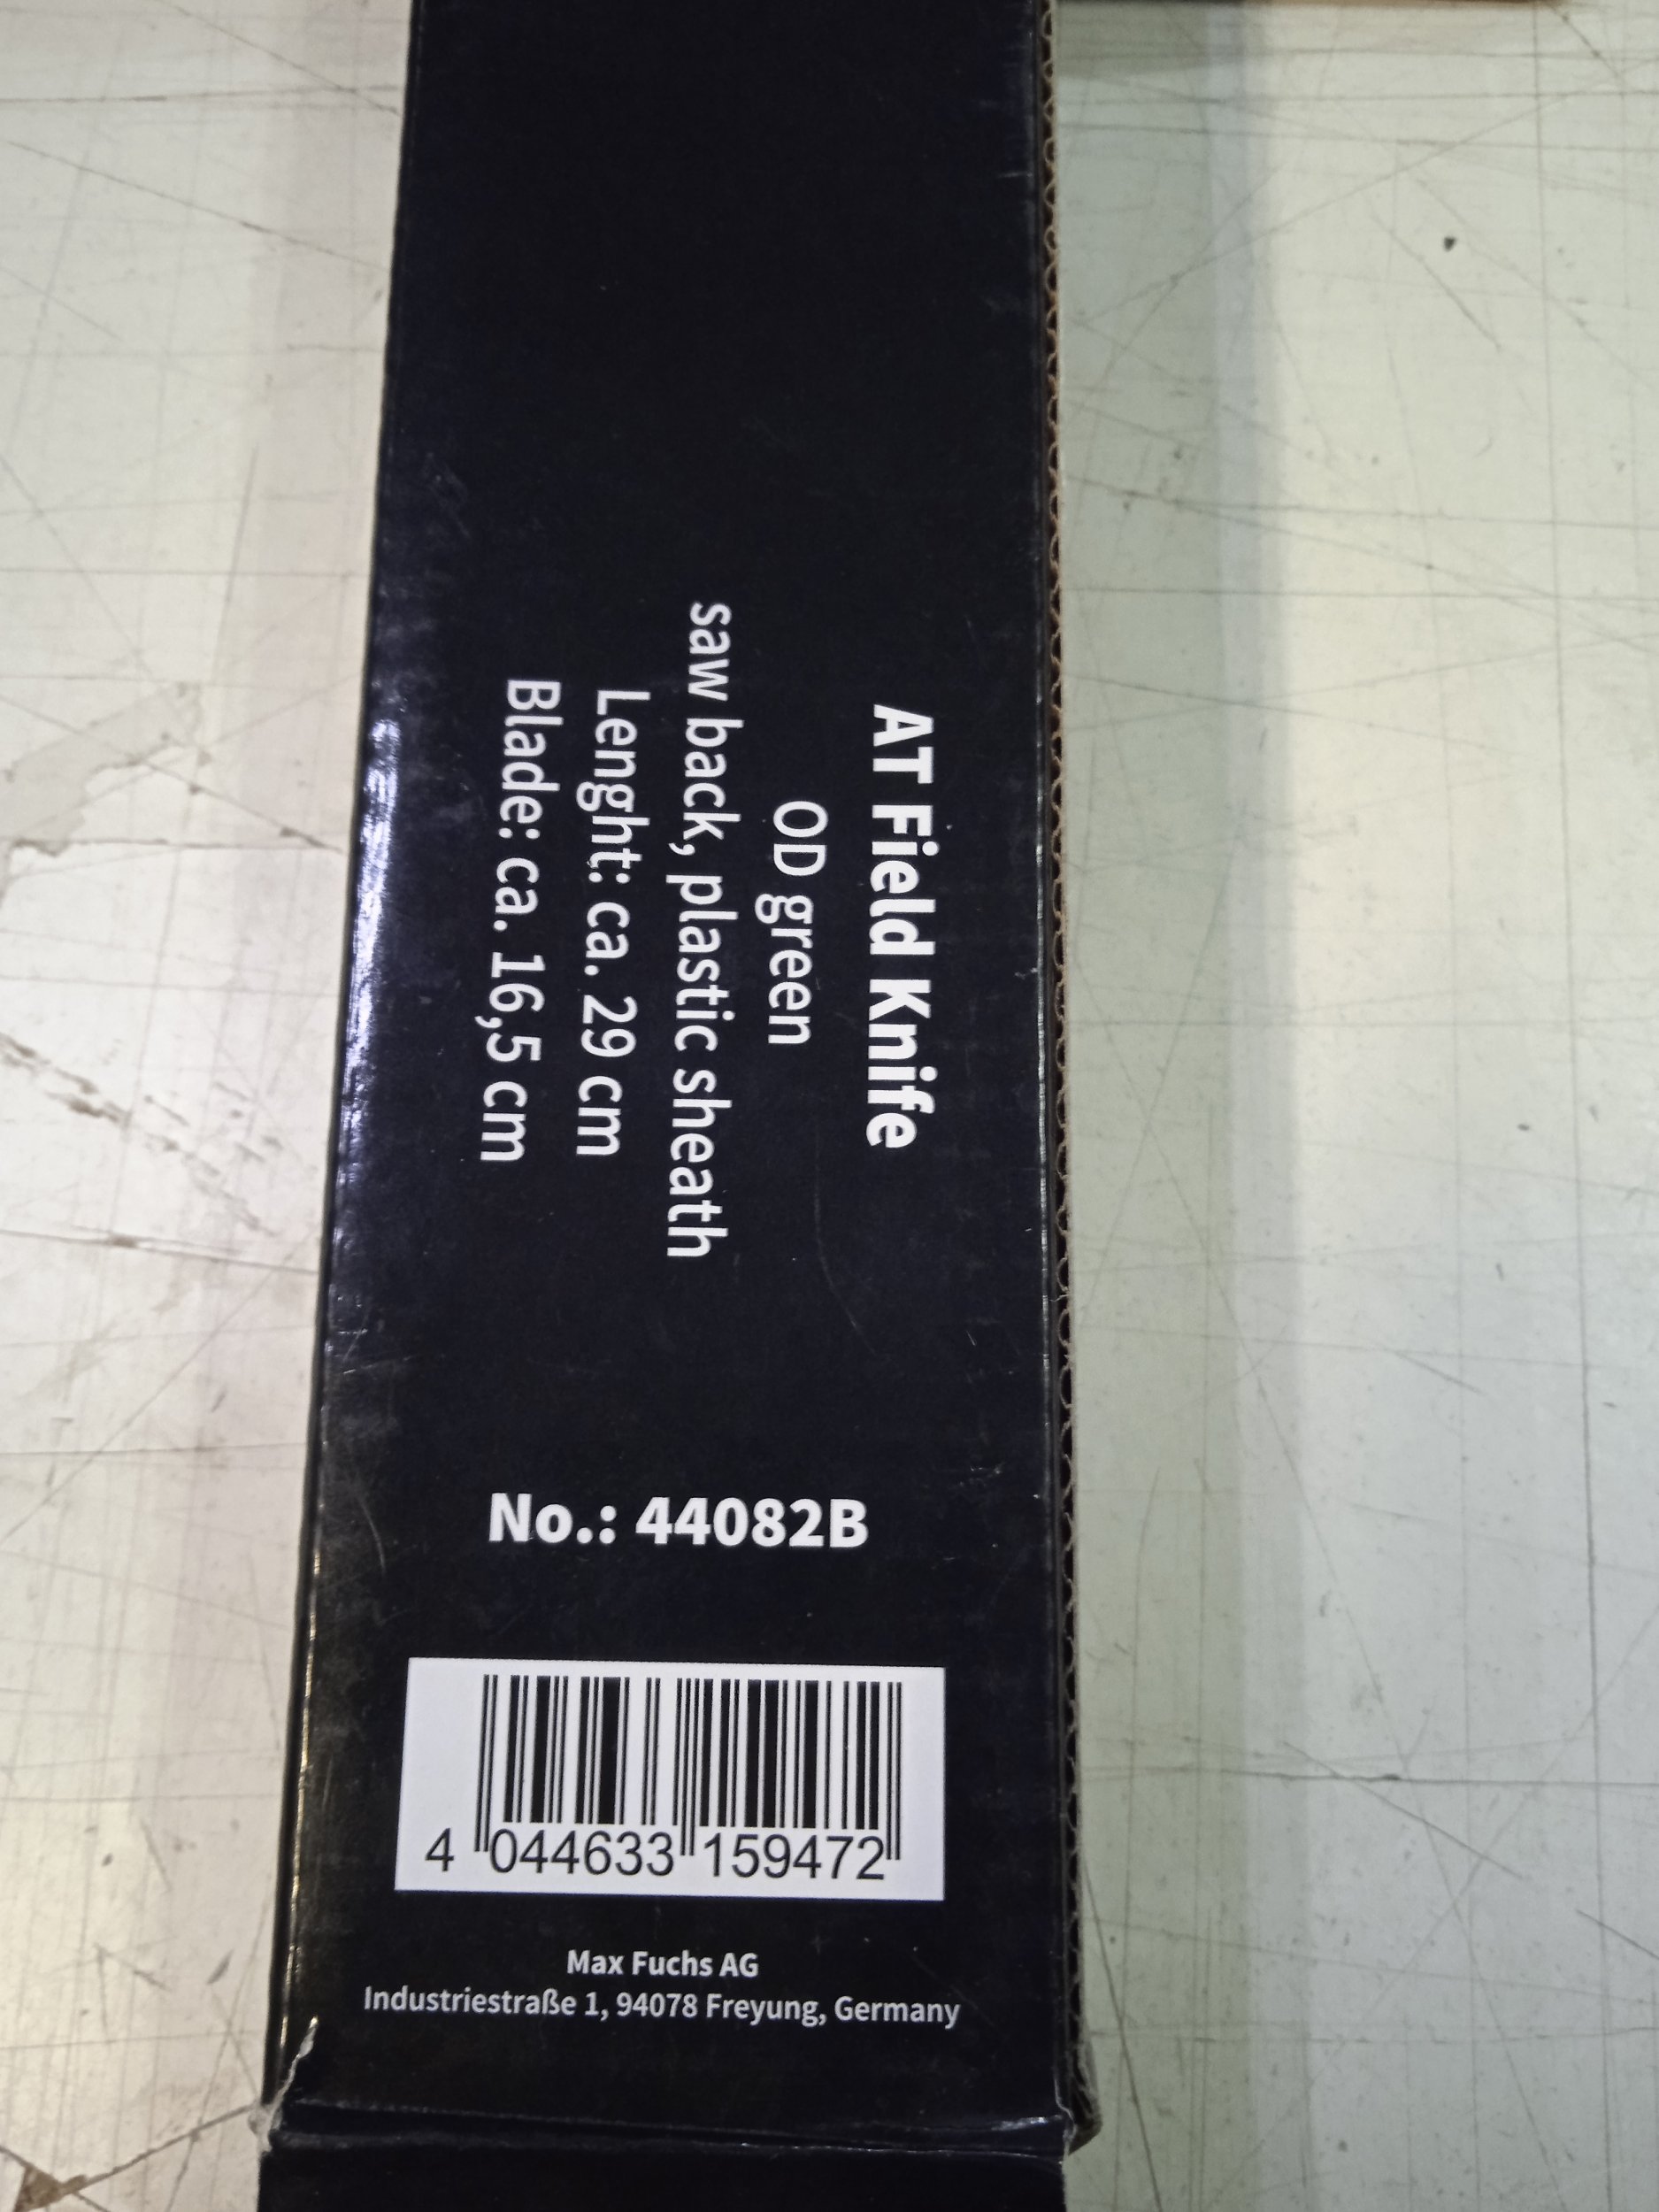 AT Field Knife
OD green
saw back, plastic sheath
Lenght: ca. 29 cm
Blade: ca. 16,5 cm
No.: 44082B
4 044633 159472
Max Fuchs AG
Industriestraße 1, 94078 Freyung, Germany